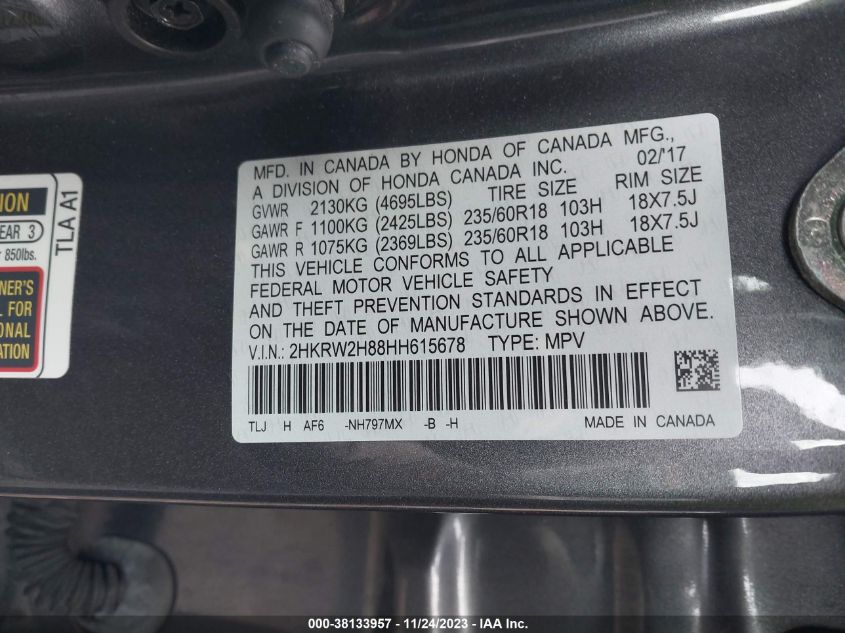 MFD. IN CANADA BY HONDA OF CANADA MFG.,
A DIVISION OF HONDA CANADA INC. 02/'17
GVWR 2130KG (4695LBS) TIRE SIZE RIM SIZE
GAWR F 1100KG (2425LBS) 235/60R18 103H 18X7.5J
GAWR R 1075KG (2369LBS) 235/60R18 103H 18X7.5J
THIS VEHICLE CONFORMS TO ALL APPLICABLE
FEDERAL MOTOR VEHICLE SAFETY
AND THEFT PREVENTION STANDARDS IN EFFECT
ON THE DATE OF MANUFACTURE SHOWN ABOVE.
V.I.N.: 2HKRW2H88HH615678 TYPE: MPV
TLJ H AF6 -NH797MX -B -H MADE IN CANADA
TION
EAR 3
850lbs.
TLA A1
NER'S
L FOR
IONAL
ATION
000-38133957 - 11/24/2023 - IAA Inc.